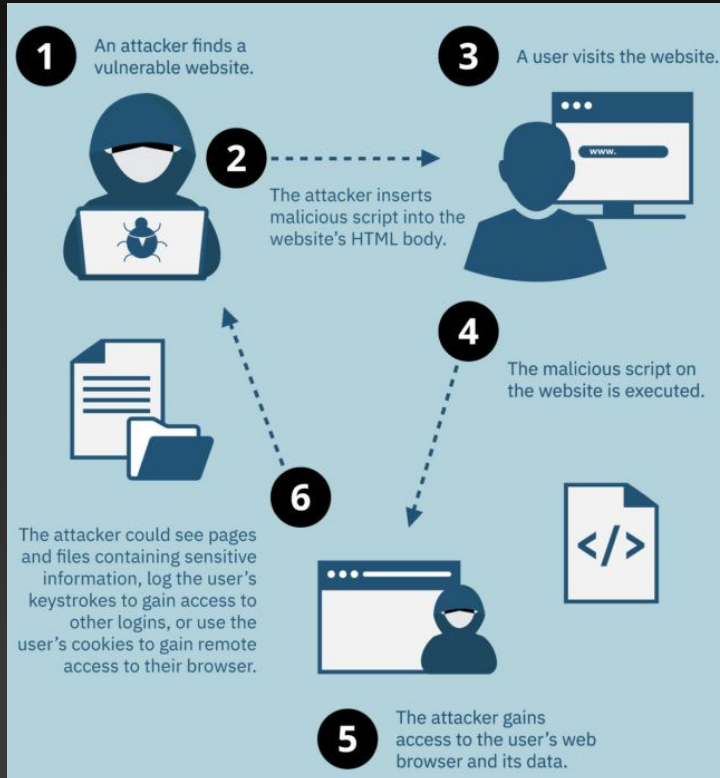 1
An attacker finds a
vulnerable website.
2
The attacker inserts
malicious script into the
website's HTML body.
3
A user visits the website.
www.
4
The malicious script on
the website is executed.
</>
5
The attacker gains
access to the user's web
browser and its data.
6
The attacker could see pages
and files containing sensitive
information, log the user's
keystrokes to gain access to
other logins, or use the
user's cookies to gain remote
access to their browser.